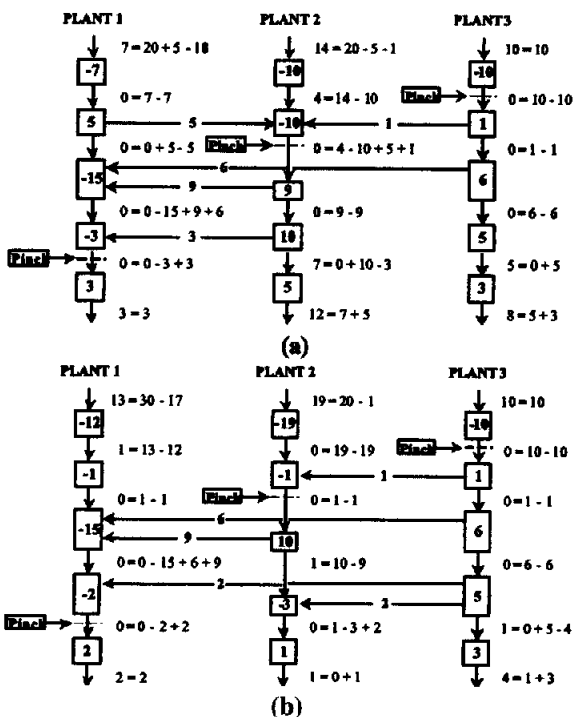 PLANT 1 PLANT 2 PLANT 3
7 = 20 + 5 - 18 14 = 20 - 5 - 1 10 = 10
-7 -10 -10
Pinch
0 = 7 - 7 4 = 14 - 10 0 = 10 - 10
5 5 -10 1 1
Pinch
0 = 0 + 5 - 5 0 = 4 - 10 + 5 + 1 0 = 1 - 1
-15 6 6
9 9
0 = 0 - 15 + 9 + 6 0 = 9 - 9 0 = 6 - 6
-3 3 10 5
Pinch
0 = 0 - 3 + 3 7 = 0 + 10 - 3 5 = 0 + 5
3 5 3
3 = 3 12 = 7 + 5 8 = 5 + 3
(a)
PLANT 1 PLANT 2 PLANT 3
13 = 30 - 17 19 = 20 - 1 10 = 10
-12 -19 -10
Pinch
1 = 13 - 12 0 = 19 - 19 0 = 10 - 10
-1 -1 1 1
Pinch
0 = 1 - 1 0 = 1 - 1 0 = 1 - 1
-15 6 6
9 10
0 = 0 - 15 + 6 + 9 1 = 10 - 9 0 = 6 - 6
-2 2 5
-3 2
Pinch
0 = 0 - 2 + 2 0 = 1 - 3 + 2 1 = 0 + 5 - 4
2 1 3
2 = 2 1 = 0 + 1 4 = 1 + 3
(b)